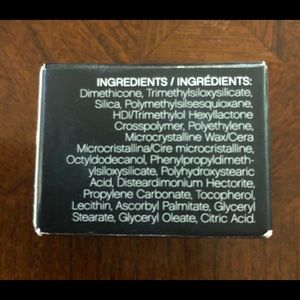 INGREDIENTS / INGRÉDIENTS:
Dimethicone, Trimethylsiloxysilicate,
Silica, Polymethylsilsesquioxane,
HDI/Trimethylol Hexyllactone
Crosspolymer, Polyethylene,
Microcrystalline Wax/Cera
Microcristallina/Cire microcristalline,
Octyldodecanol, Phenylpropyldimeth-
ylsiloxysilicate, Polyhydroxystearic
Acid, Disteardimonium Hectorite,
Propylene Carbonate, Tocopherol,
Lecithin, Ascorbyl Palmitate, Glyceryl
Stearate, Glyceryl Oleate, Citric Acid.